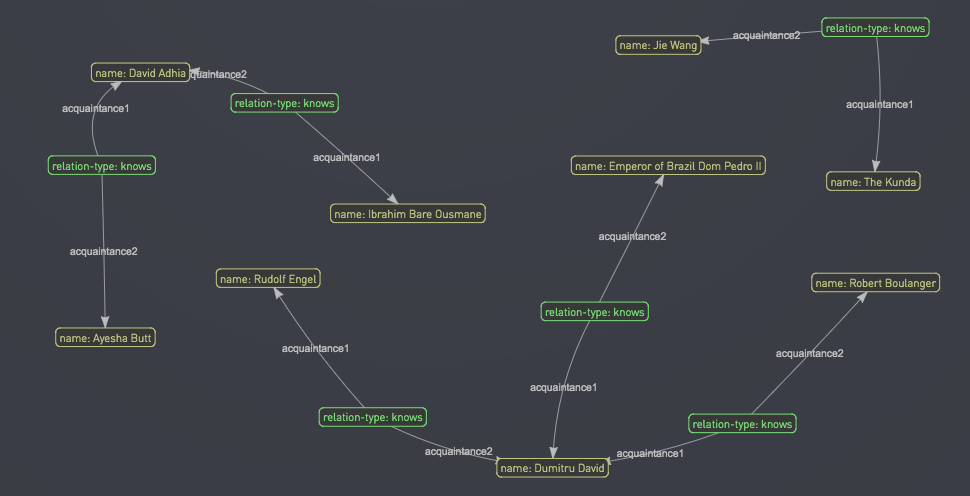 relation-type: knows
acquaintance2
name: Jie Wang
name: David Adhia
quaintance2
relation-type: knows
acquaintance1
acquaintance1
acquaintance1
relation-type: knows
name: Emperor of Brazil Dom Pedro II
name: The Kunda
name: Ibrahim Bare Ousmane
acquaintance2
acquaintance2
name: Rudolf Engel
name: Robert Boulanger
relation-type: knows
name: Ayesha Butt
acquaintance1
acquaintance2
acquaintance1
relation-type: knows
relation-type: knows
acquaintance2
acquaintance1
name: Dumitru David